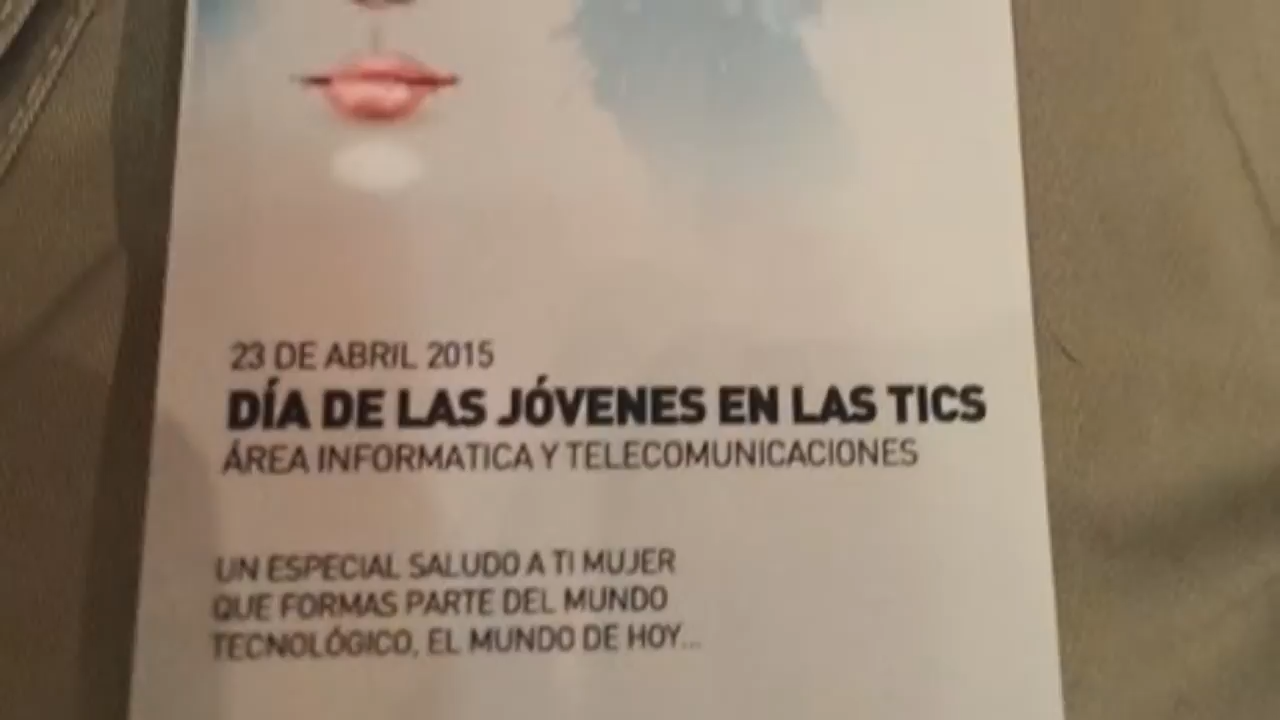 23 DE ABRIL 2015
DÍA DE LAS JÓVENES EN LAS TICS
ÁREA INFORMATICA Y TELECOMUNICACIONES
UN ESPECIAL SALUDO A TI MUJER
QUE FORMAS PARTE DEL MUNDO
TECNOLÓGICO, EL MUNDO DE HOY...